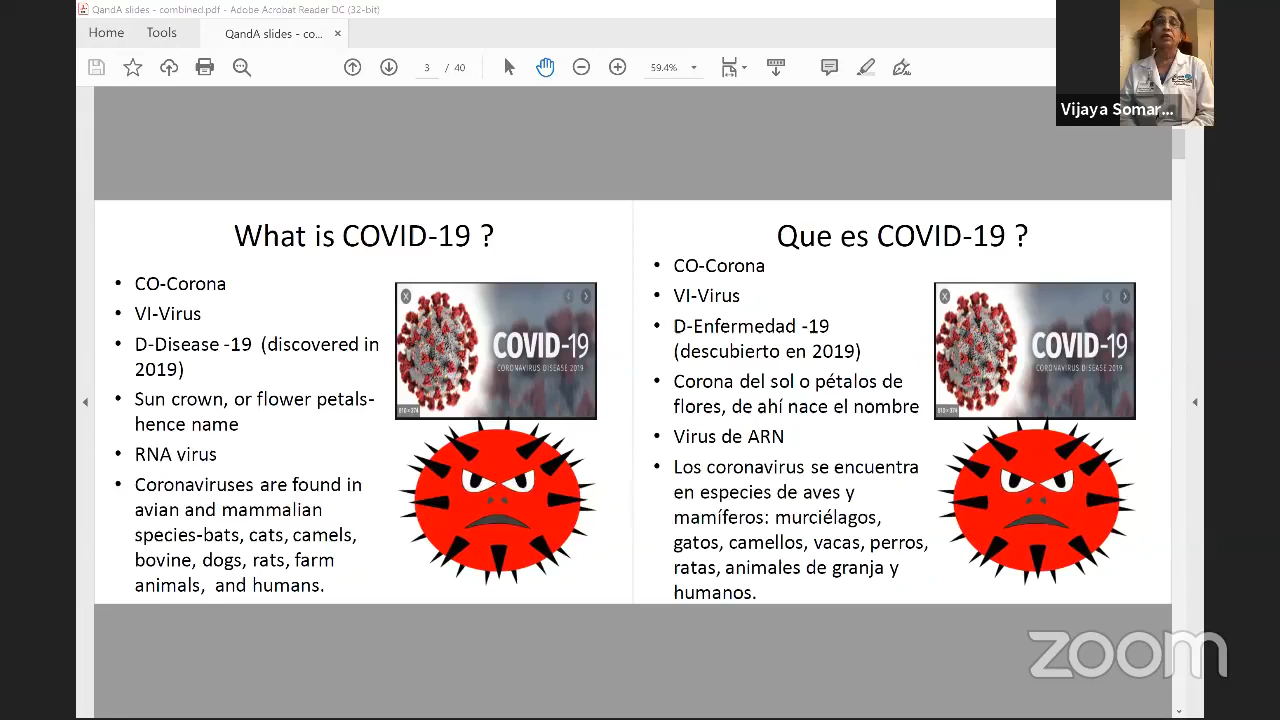 QandA slides - combined.pdf - Adobe Acrobat Reader DC (32-bit)
Home
Tools
QandA slides - co...
3 / 40
59.4%
Vijaya Somar...
What is COVID-19 ?
• CO-Corona
• VI-Virus
• D-Disease -19 (discovered in
2019)
• Sun crown, or flower petals-
hence name
• RNA virus
• Coronaviruses are found in
avian and mammalian
species-bats, cats, camels,
bovine, dogs, rats, farm
animals, and humans.
COVID-19
CORONAVIRUS DISEASE 2019
810×374
Que es COVID-19 ?
• CO-Corona
• VI-Virus
• D-Enfermedad -19
(descubierto en 2019)
• Corona del sol o pétalos de
flores, de ahí nace el nombre
• Virus de ARN
• Los coronavirus se encuentra
en especies de aves y
mamíferos: murciélagos,
gatos, camellos, vacas, perros,
ratas, animales de granja y
humanos.
COVID-19
CORONAVIRUS DISEASE 2019
810×374
zoom